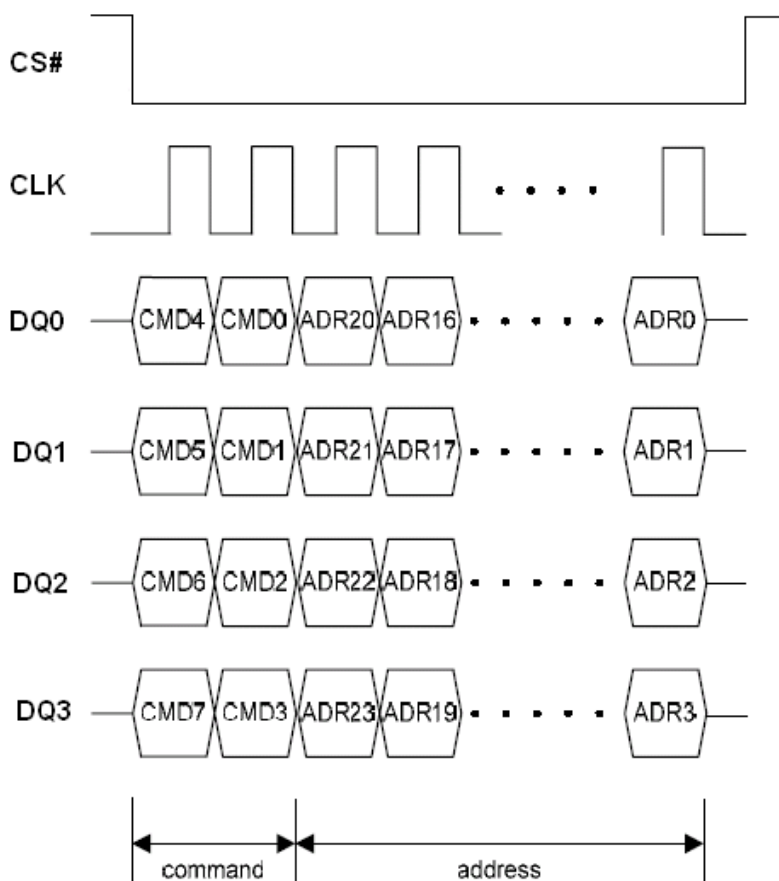 CS#
CLK
DQ0 CMD4 CMD0 ADR20 ADR16 ADR0
DQ1 CMD5 CMD1 ADR21 ADR17 ADR1
DQ2 CMD6 CMD2 ADR22 ADR18 ADR2
DQ3 CMD7 CMD3 ADR23 ADR19 ADR3
command address